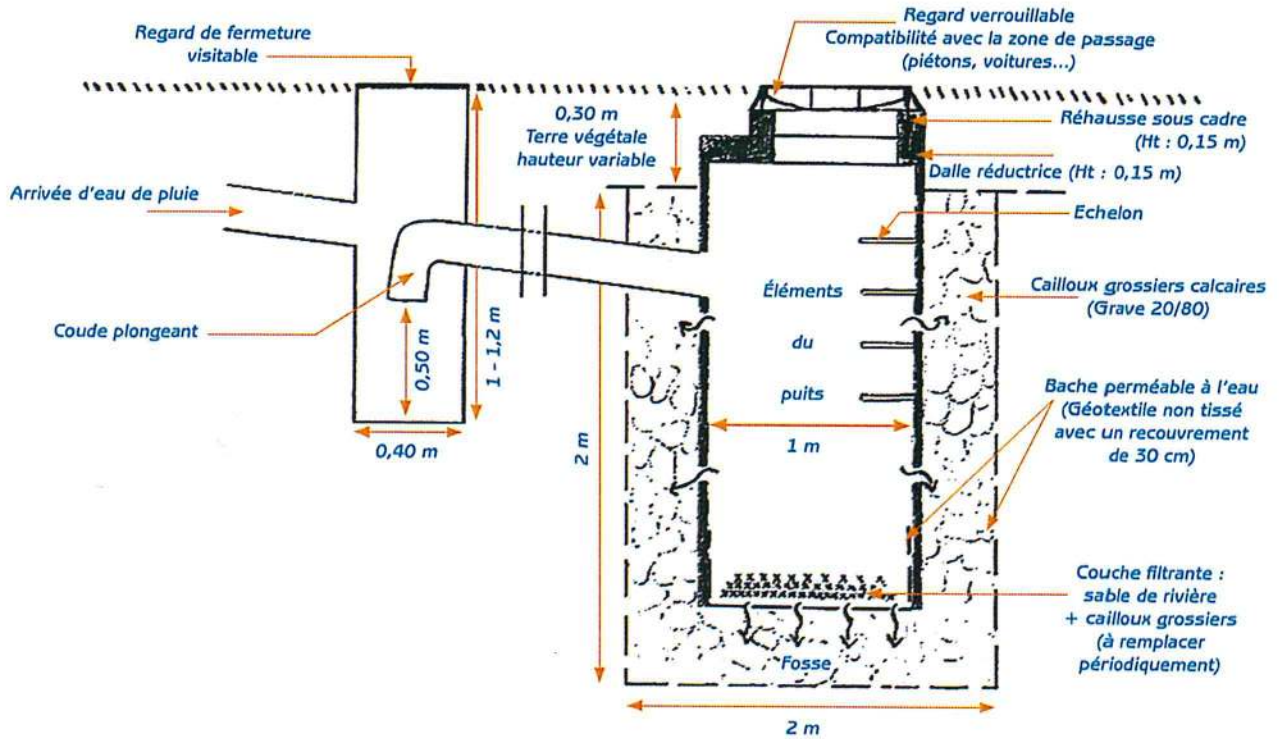 Regard de fermeture
visitable
Regard verrouillable
Compatibilité avec la zone de passage
(piétons, voitures...)
0,30 m
Terre végétale
hauteur variable
Réhausse sous cadre
(Ht : 0,15 m)
Dalle réductrice (Ht : 0,15 m)
Arrivée d'eau de pluie
Echelon
Éléments
du
puits
Cailloux grossiers calcaires
(Grave 20/80)
Coude plongeant
0,50 m
1 - 1,2 m
0,40 m
2 m
1 m
Bache perméable à l'eau
(Géotextile non tissé
avec un recouvrement
de 30 cm)
Couche filtrante :
sable de rivière
+ cailloux grossiers
(à remplacer
périodiquement)
Fosse
2 m